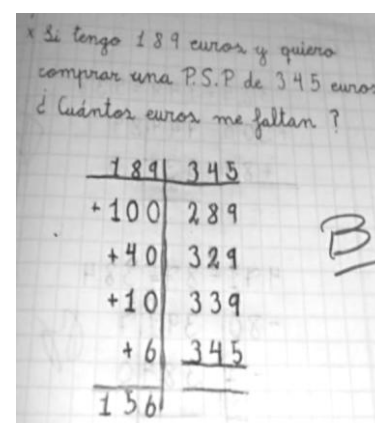 x Si tengo 189 euros y quiero
comprar una P.S.P de 345 euros
¿Cuántos euros me faltan?
189 345
+100 289
+40 329
+10 339
+6 345
156
B